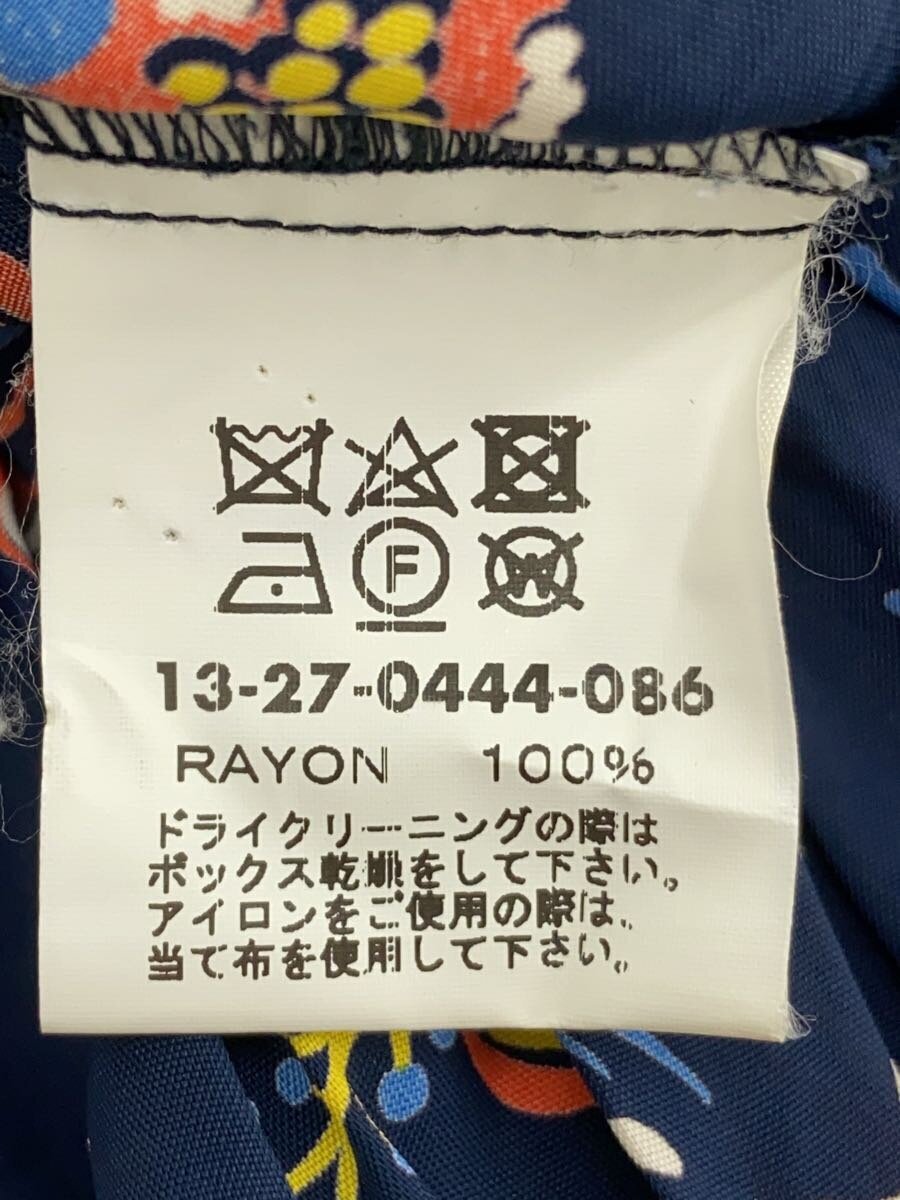 F
W
13-27-0444-086
RAYON 100%
ドライクリーニングの際は
ボックス乾燥をして下さい。
アイロンをご使用の際は、
当て布を使用して下さい。